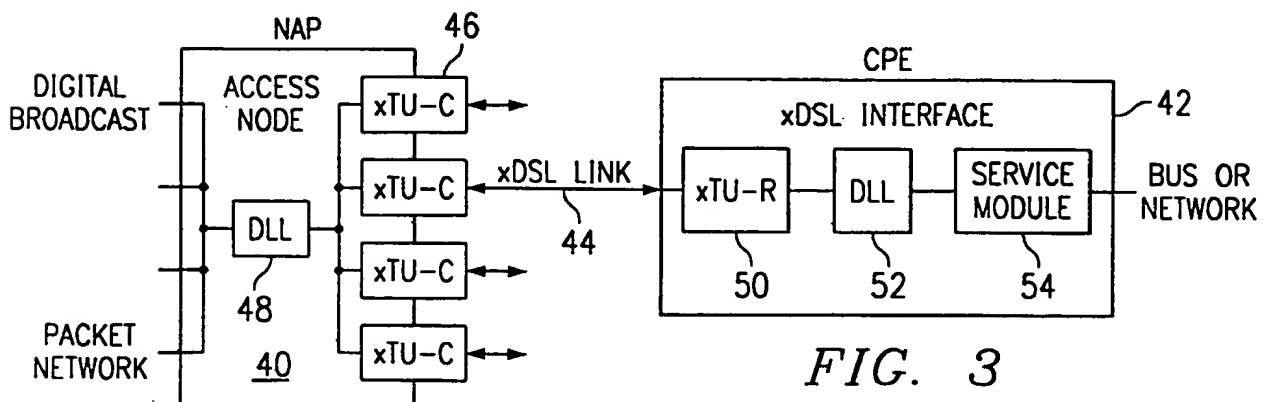 NAP
46
DIGITAL
BROADCAST
ACCESS
NODE
xTU-C
xTU-C
DLL
48
xTU-C
xTU-C
PACKET
NETWORK
40
xDSL LINK
44
CPE
xDSL INTERFACE
42
xTU-R
DLL
SERVICE
MODULE
BUS OR
NETWORK
50
52
54
FIG. 3